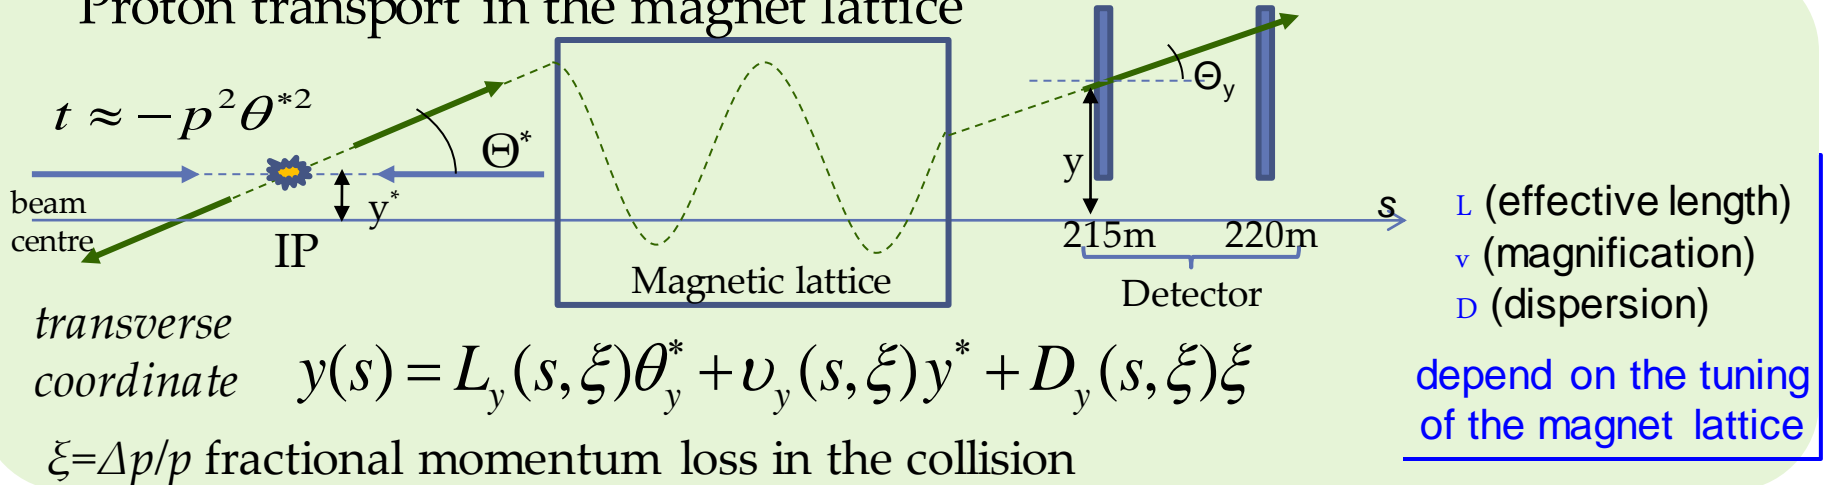 Proton transport in the magnet lattice
t ≈ −p²θ*²
Θ*
Θy
beam
centre
y*
IP
y
s
215m 220m
Magnetic lattice
Detector
L (effective length)
v (magnification)
D (dispersion)
transverse
coordinate
y(s) = Ly(s,ξ)θ*y + υy(s,ξ)y* + Dy(s,ξ)ξ
depend on the tuning
of the magnet lattice
ξ=Δp/p fractional momentum loss in the collision